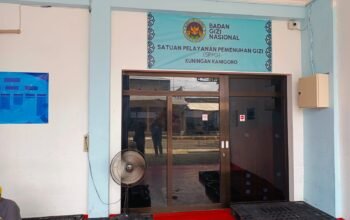 BADAN
GIZI
NASIONAL
SATUAN PELAYANAN PEMENUHAN GIZI
(SPPG)
KUNINGAN KANIGORO